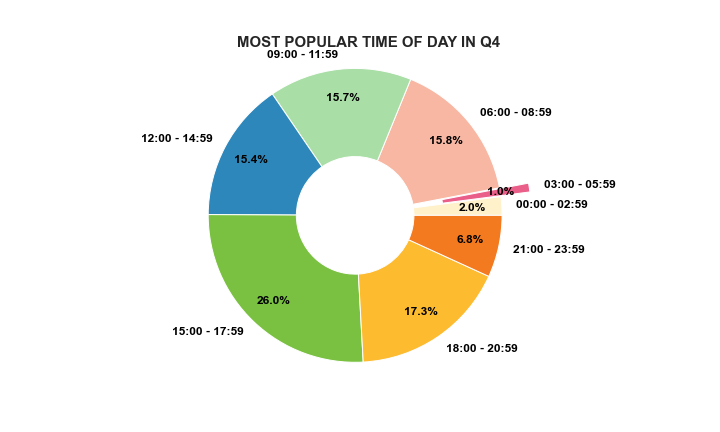 MOST POPULAR TIME OF DAY IN Q4
09:00 - 11:59
15.7%
06:00 - 08:59
15.8%
12:00 - 14:59
15.4%
03:00 - 05:59
1.0%
00:00 - 02:59
2.0%
21:00 - 23:59
6.8%
15:00 - 17:59
26.0%
18:00 - 20:59
17.3%